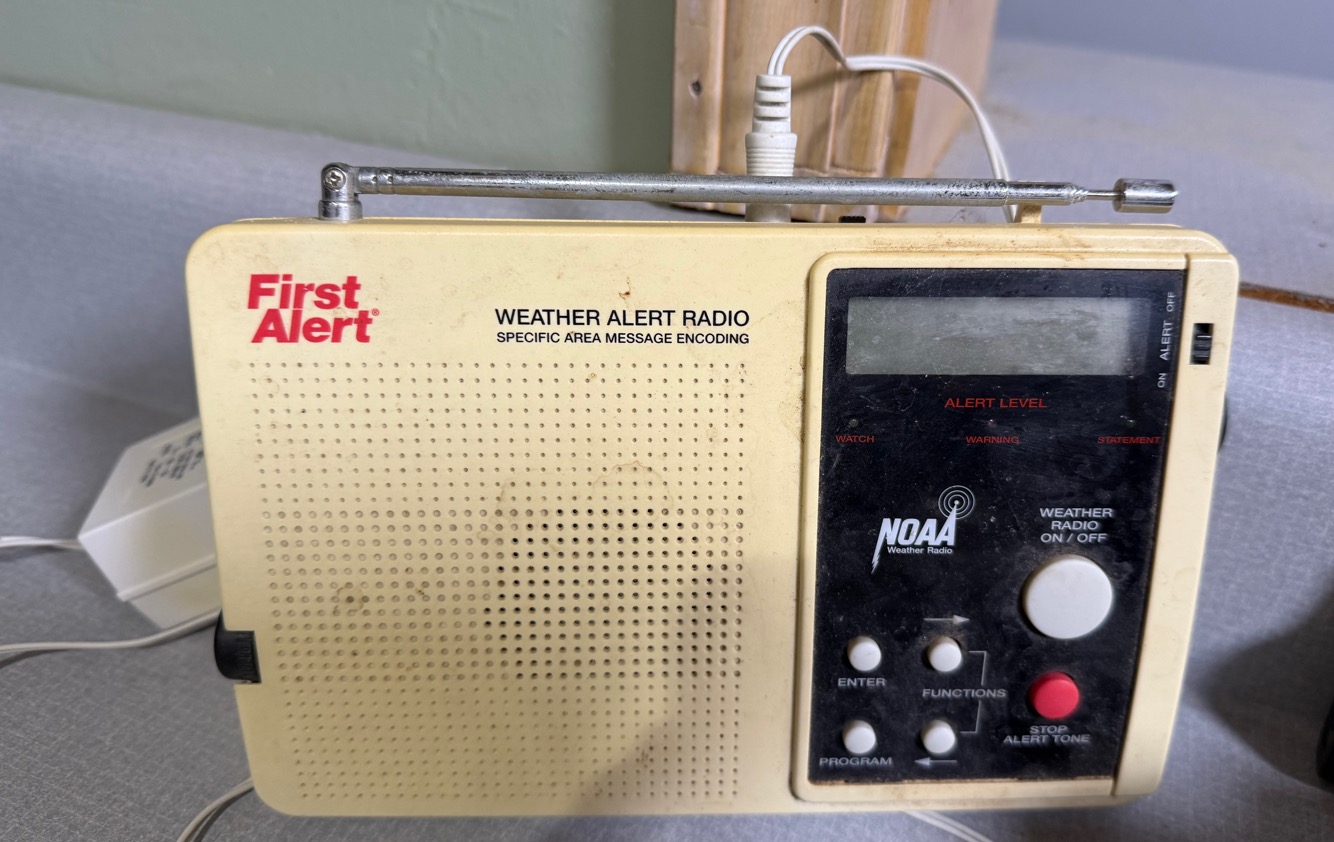 First
Alert®
WEATHER ALERT RADIO
SPECIFIC AREA MESSAGE ENCODING
ON ALERT OFF
ALERT LEVEL
WATCH
WARNING
STATEMENT
NOAA
Weather Radio
WEATHER
RADIO
ON / OFF
ENTER
FUNCTIONS
STOP
ALERT TONE
PROGRAM